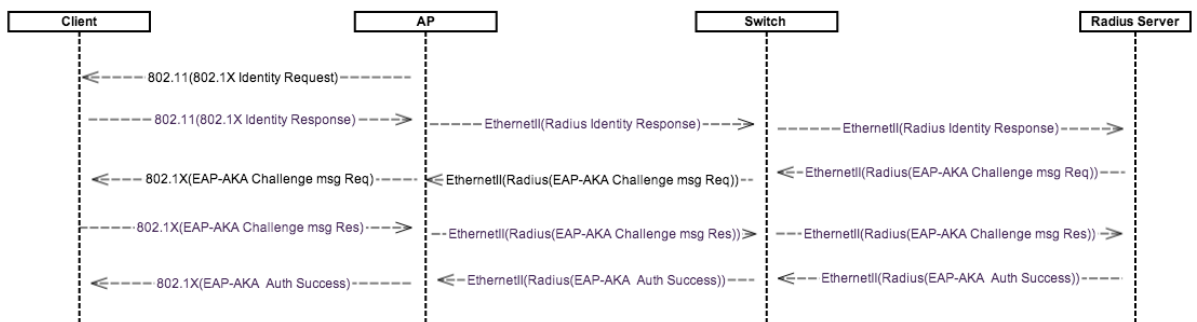 Client
AP
Switch
Radius Server
802.11(802.1X Identity Request)
802.11(802.1X Identity Response)
EthernetII(Radius Identity Response)
EthernetII(Radius Identity Response)
EthernetII(Radius(EAP-AKA Challenge msg Req))
EthernetII(Radius(EAP-AKA Challenge msg Req))
802.1X(EAP-AKA Challenge msg Req)
802.1X(EAP-AKA Challenge msg Res)
EthernetII(Radius(EAP-AKA Challenge msg Res))
EthernetII(Radius(EAP-AKA Challenge msg Res))
EthernetII(Radius(EAP-AKA  Auth Success))
EthernetII(Radius(EAP-AKA  Auth Success))
802.1X(EAP-AKA  Auth Success)